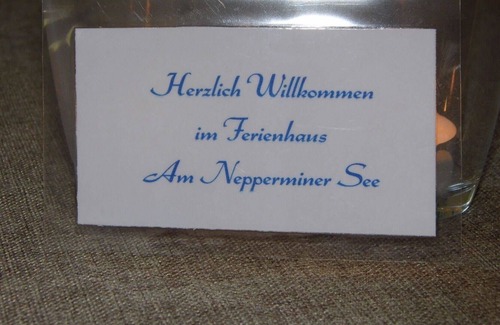 Herzlich Willkommen
im Ferienhaus
Am Nepperminer See